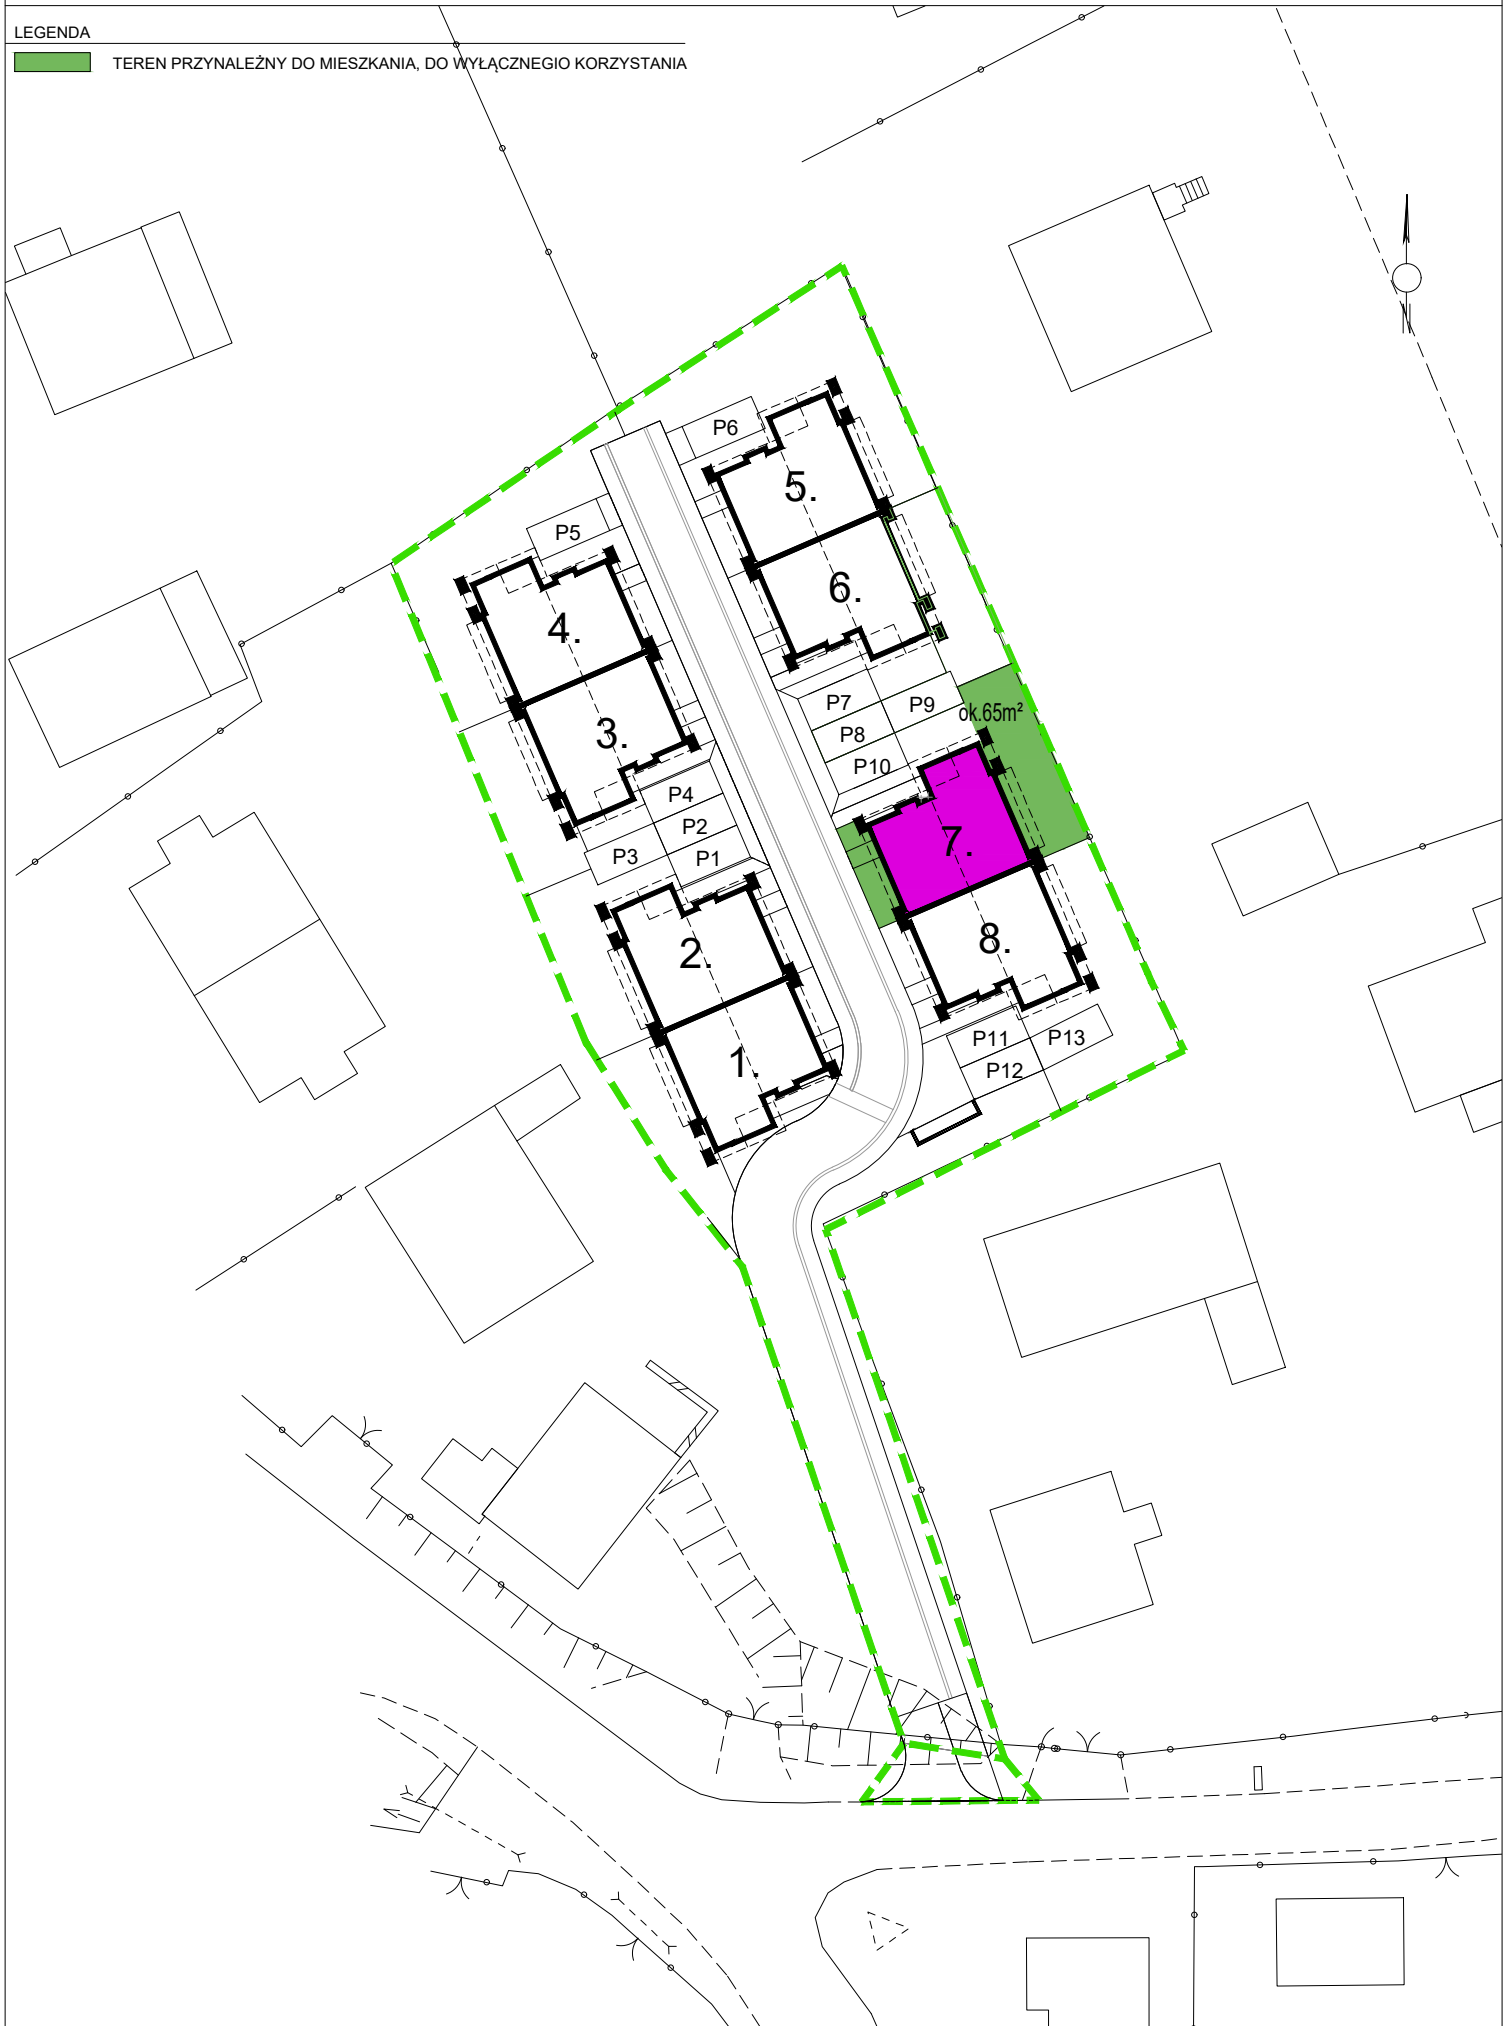 LEGENDA
TEREN PRZYNALEŻNY DO MIESZKANIA, DO WYŁĄCZNEGIO KORZYSTANIA
P6
5.
P5
6.
4.
P7
P9
ok.65m²
3.
P8
P10
P4
P2
7.
P3
P1
8.
2.
P11
P13
1.
P12